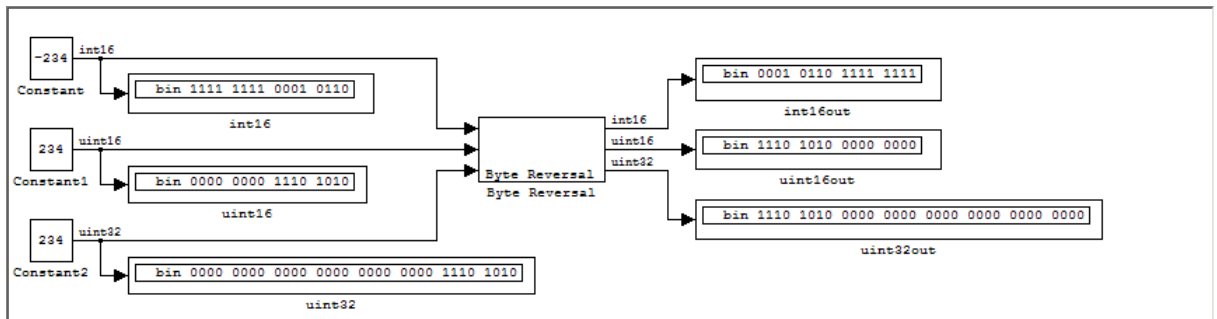 -234
int16
Constant
bin 1111 1111 0001 0110
int16
234
uint16
Constant1
bin 0000 0000 1110 1010
uint16
234
uint32
Constant2
bin 0000 0000 0000 0000 0000 0000 1110 1010
uint32
Byte Reversal
Byte Reversal
int16
uint16
uint32
bin 0001 0110 1111 1111
int16out
bin 1110 1010 0000 0000
uint16out
bin 1110 1010 0000 0000 0000 0000 0000 0000
uint32out